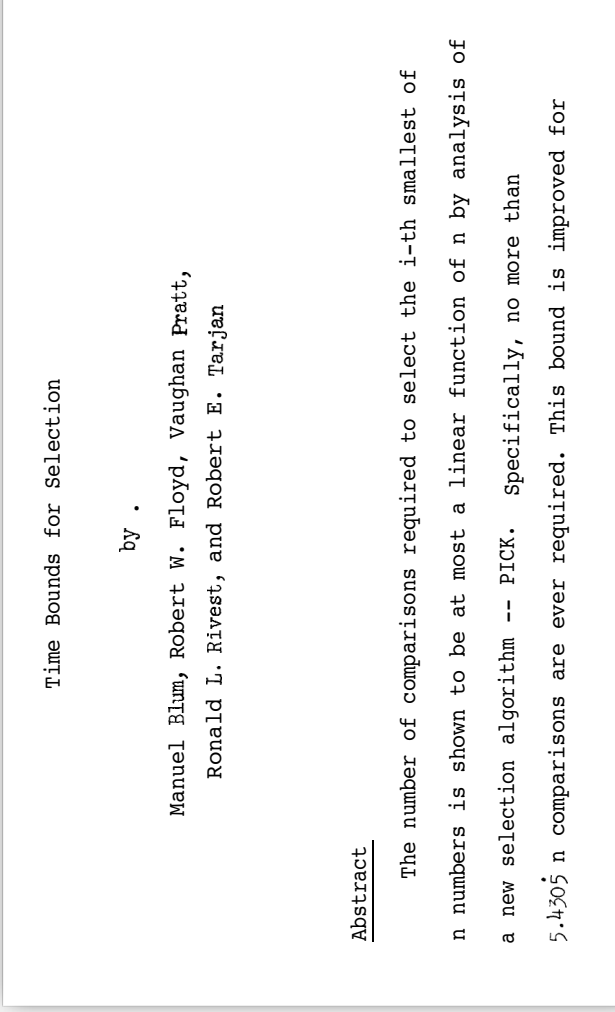 Time Bounds for Selection
by .
Manuel Blum, Robert W. Floyd, Vaughan Pratt,
Ronald L. Rivest, and Robert E. Tarjan
Abstract
The number of comparisons required to select the i-th smallest of
n numbers is shown to be at most a linear function of n by analysis of
a new selection algorithm -- PICK. Specifically, no more than
5.4305 n comparisons are ever required. This bound is improved for